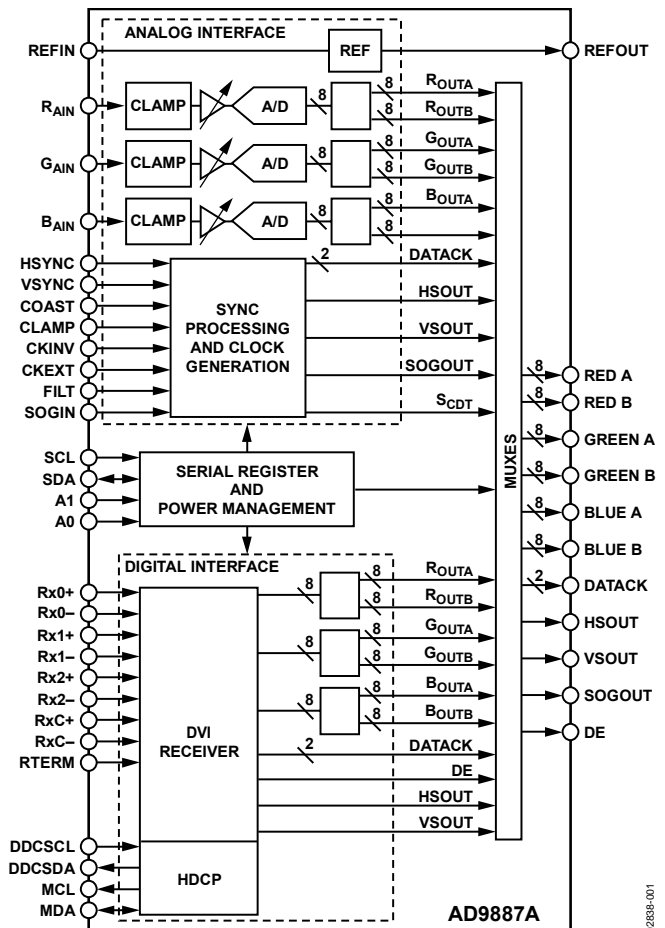 ANALOG INTERFACE
REFIN
REF
REFOUT
RAIN
CLAMP
A/D
8
8
ROUTA
8
ROUTB
GAIN
CLAMP
A/D
8
8
GOUTA
8
GOUTB
BAIN
CLAMP
A/D
8
8
BOUTA
8
HSYNC
VSYNC
COAST
CLAMP
CKINV
CKEXT
FILT
SOGIN
SYNC
PROCESSING
AND CLOCK
GENERATION
2
DATACK
HSOUT
VSOUT
SOGOUT
SCDT
MUXES
8
RED A
8
RED B
8
GREEN A
8
GREEN B
8
BLUE A
8
BLUE B
2
DATACK
HSOUT
VSOUT
SOGOUT
DE
SCL
SDA
A1
A0
SERIAL REGISTER
AND
POWER MANAGEMENT
DIGITAL INTERFACE
Rx0+
Rx0–
Rx1+
Rx1–
Rx2+
Rx2–
RxC+
RxC–
RTERM
DVI
RECEIVER
8
8
ROUTA
8
ROUTB
8
8
GOUTA
8
GOUTB
8
8
BOUTA
8
BOUTB
2
DATACK
DE
HSOUT
VSOUT
DDCSCL
DDCSDA
MCL
MDA
HDCP
AD9887A
02838-001